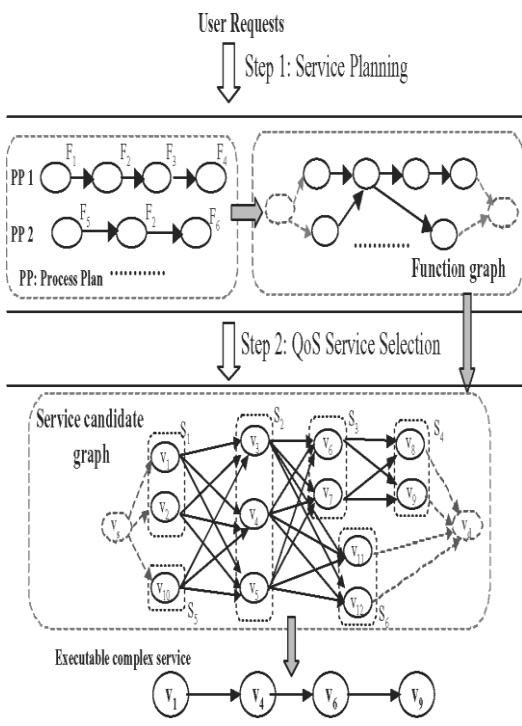 User Requests
Step 1: Service Planning
F1 F2 F3 F4
PP 1
F5 F2 F6
PP 2
PP: Process Plan
Function graph
Step 2: QoS Service Selection
Service candidate
graph
S1 S2 S3 S4
v1 v3 v6 v8
v2 v7 v9
vs v4 vd
v11
v10 v5 v12
S5 S6
Executable complex service
v1 v4 v6 v9